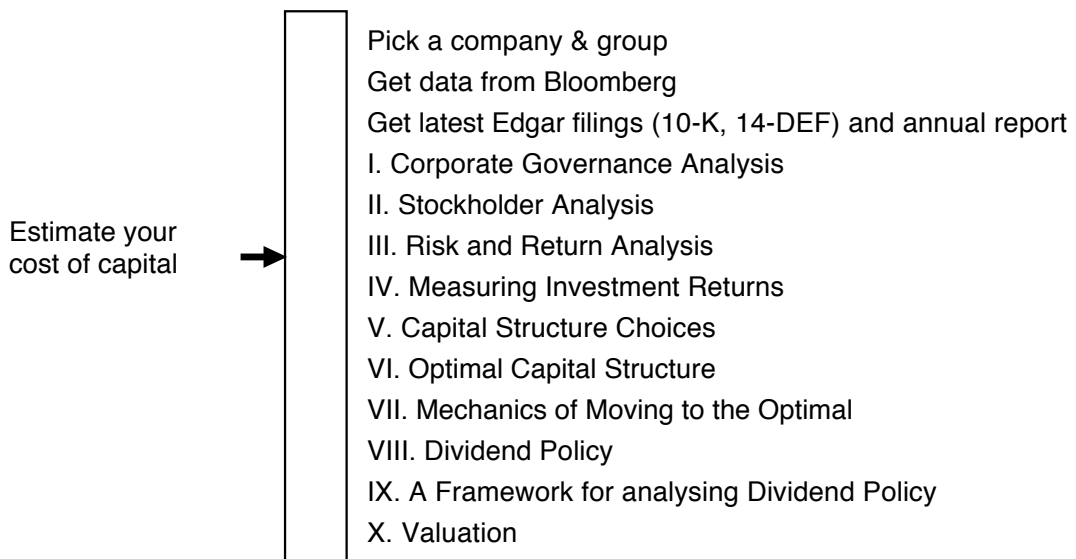 Pick a company & group
Get data from Bloomberg
Get latest Edgar filings (10-K, 14-DEF) and annual report
I. Corporate Governance Analysis
II. Stockholder Analysis
Estimate your
cost of capital
III. Risk and Return Analysis
IV. Measuring Investment Returns
V. Capital Structure Choices
VI. Optimal Capital Structure
VII. Mechanics of Moving to the Optimal
VIII. Dividend Policy
IX. A Framework for analysing Dividend Policy
X. Valuation